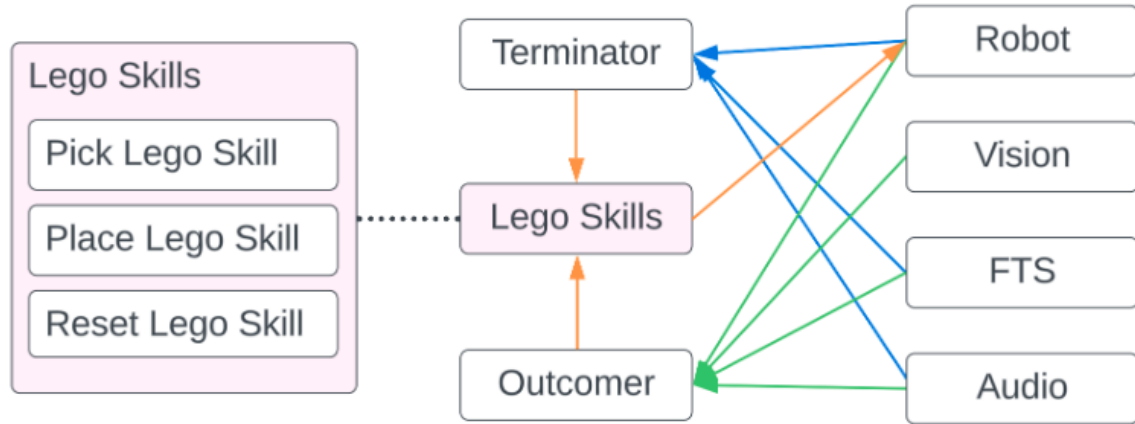 Lego Skills
Pick Lego Skill
Place Lego Skill
Reset Lego Skill
Terminator
Lego Skills
Outcomer
Robot
Vision
FTS
Audio